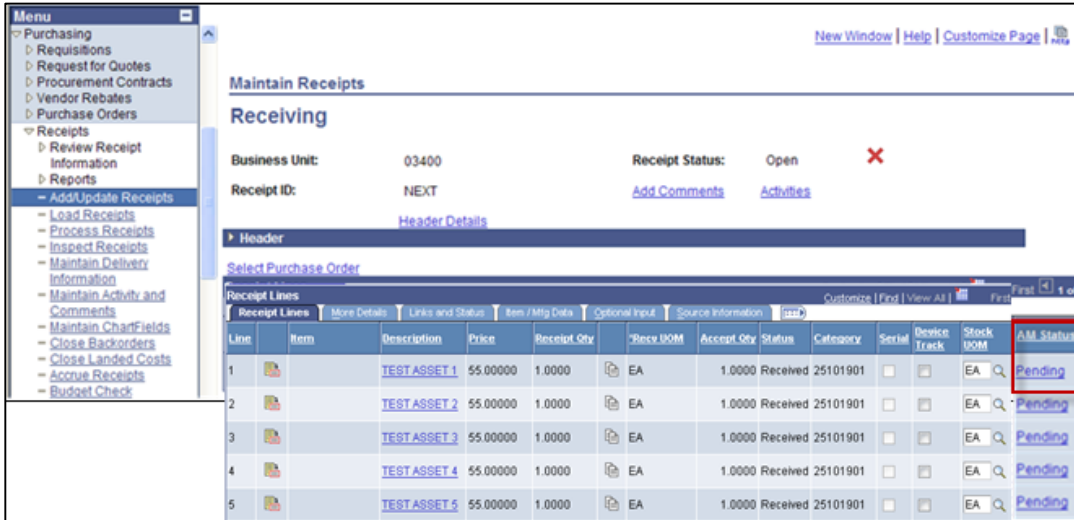 Menu
Purchasing
Requisitions
Request for Quotes
Procurement Contracts
Vendor Rebates
Purchase Orders
Receipts
Review Receipt
Information
Reports
Add/Update Receipts
Load Receipts
Process Receipts
Inspect Receipts
Maintain Delivery
Information
Maintain Activity and
Comments
Maintain ChartFields
Close Backorders
Close Landed Costs
Accrue Receipts
Budget Check
New Window | Help | Customize Page |
Maintain Receipts
Receiving
Business Unit: 03400 Receipt Status: Open
Receipt ID: NEXT Add Comments Activities
Header Details
Header
Select Purchase Order
Receipt Lines Customize | Find | View All | First First 1 o
Receipt Lines More Details Links and Status Item / Mfg Data Optional Input Source Information
Line Item Description Price Receipt Qty *Recv UOM Accept Qty Status Category Serial Device Track Stock UOM AM Status
1 TEST ASSET 1 55.00000 1.0000 EA 1.0000 Received 25101901 EA Pending
2 TEST ASSET 2 55.00000 1.0000 EA 1.0000 Received 25101901 EA Pending
3 TEST ASSET 3 55.00000 1.0000 EA 1.0000 Received 25101901 EA Pending
4 TEST ASSET 4 55.00000 1.0000 EA 1.0000 Received 25101901 EA Pending
5 TEST ASSET 5 55.00000 1.0000 EA 1.0000 Received 25101901 EA Pending